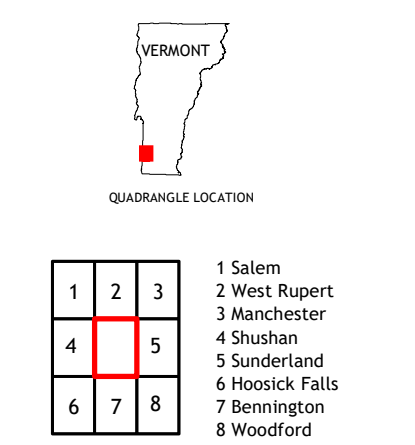 VERMONT
QUADRANGLE LOCATION
1 2 3
4 5
6 7 8
1 Salem
2 West Rupert
3 Manchester
4 Shushan
5 Sunderland
6 Hoosick Falls
7 Bennington
8 Woodford